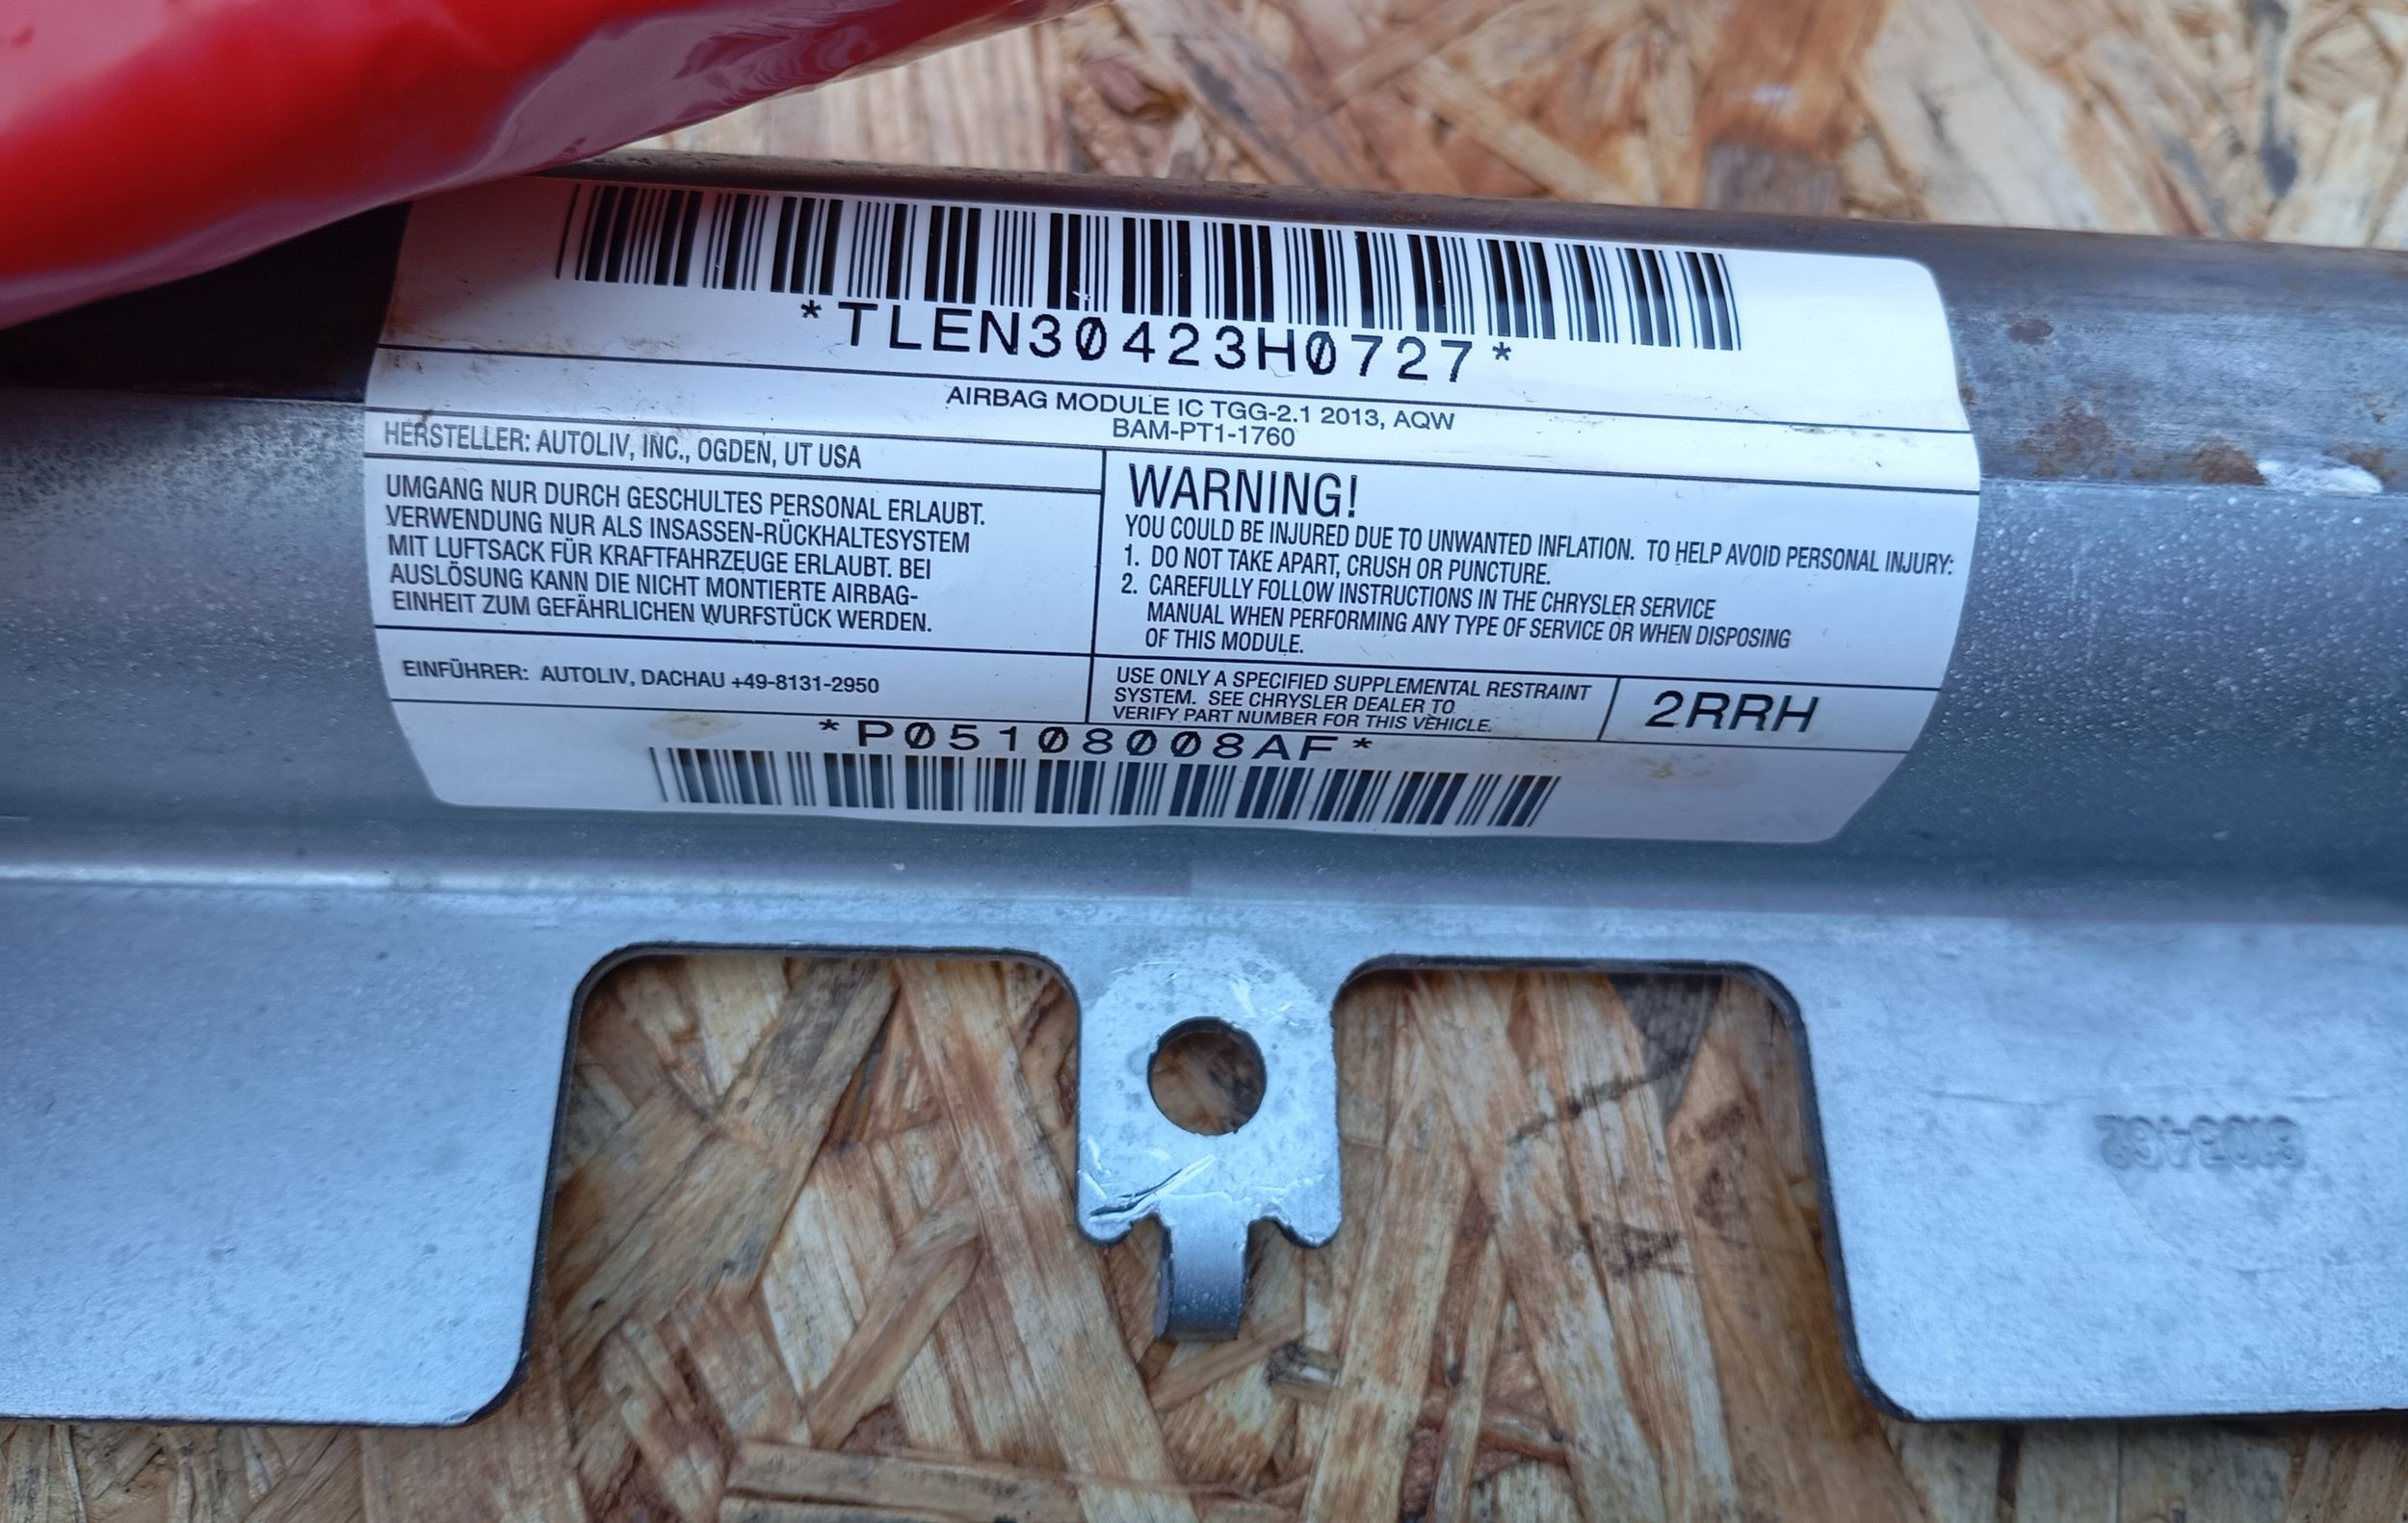 *TLEN30423H0727*
AIRBAG MODULE IC TGG-2.1 2013, AQW
BAM-PT1-1760
HERSTELLER: AUTOLIV, INC., OGDEN, UT USA
UMGANG NUR DURCH GESCHULTES PERSONAL ERLAUBT.
VERWENDUNG NUR ALS INSASSEN-RÜCKHALTESYSTEM
MIT LUFTSACK FÜR KRAFTFAHRZEUGE ERLAUBT. BEI
AUSLÖSUNG KANN DIE NICHT MONTIERTE AIRBAG-
EINHEIT ZUM GEFÄHRLICHEN WURFSTÜCK WERDEN.
EINFÜHRER: AUTOLIV, DACHAU +49-8131-2950
WARNING!
YOU COULD BE INJURED DUE TO UNWANTED INFLATION. TO HELP AVOID PERSONAL INJURY:
1. DO NOT TAKE APART, CRUSH OR PUNCTURE.
2. CAREFULLY FOLLOW INSTRUCTIONS IN THE CHRYSLER SERVICE
MANUAL WHEN PERFORMING ANY TYPE OF SERVICE OR WHEN DISPOSING
OF THIS MODULE.
USE ONLY A SPECIFIED SUPPLEMENTAL RESTRAINT
SYSTEM. SEE CHRYSLER DEALER TO
VERIFY PART NUMBER FOR THIS VEHICLE.
2RRH
*P05108008AF*